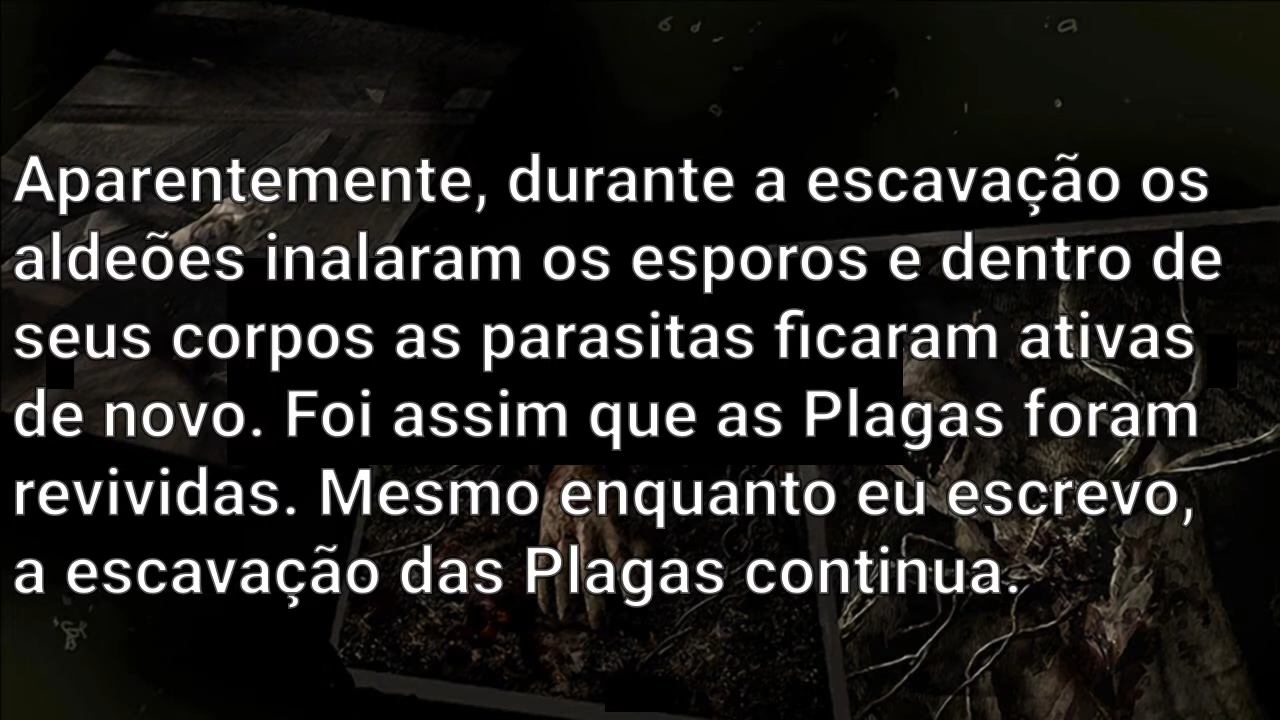 Aparentemente, durante a escavação os
aldeões inalaram os esporos e dentro de
seus corpos as parasitas ficaram ativas
de novo. Foi assim que as Plagas foram
revividas. Mesmo enquanto eu escrevo,
a escavação das Plagas continua.